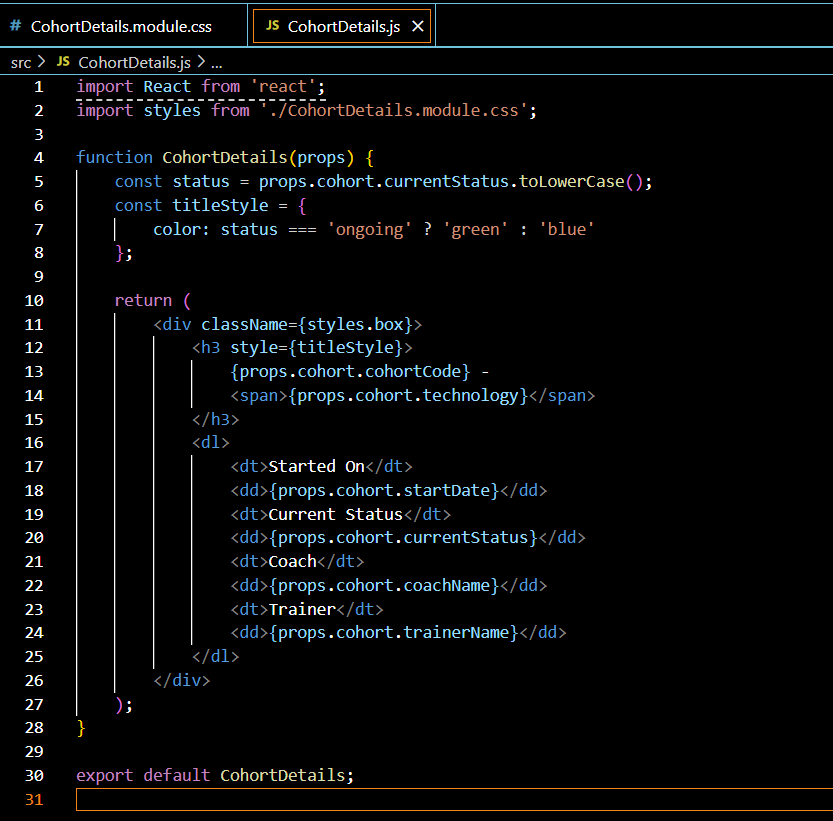 # CohortDetails.module.css
JS CohortDetails.js ×
src > JS CohortDetails.js > ...
1 import React from 'react';
2 import styles from './CohortDetails.module.css';
3
4 function CohortDetails(props) {
5     const status = props.cohort.currentStatus.toLowerCase();
6     const titleStyle = {
7         color: status === 'ongoing' ? 'green' : 'blue'
8     };
9
10     return (
11         <div className={styles.box}>
12             <h3 style={titleStyle}>
13                 {props.cohort.cohortCode} -
14                 <span>{props.cohort.technology}</span>
15             </h3>
16             <dl>
17                 <dt>Started On</dt>
18                 <dd>{props.cohort.startDate}</dd>
19                 <dt>Current Status</dt>
20                 <dd>{props.cohort.currentStatus}</dd>
21                 <dt>Coach</dt>
22                 <dd>{props.cohort.coachName}</dd>
23                 <dt>Trainer</dt>
24                 <dd>{props.cohort.trainerName}</dd>
25             </dl>
26         </div>
27     );
28 }
29
30 export default CohortDetails;
31